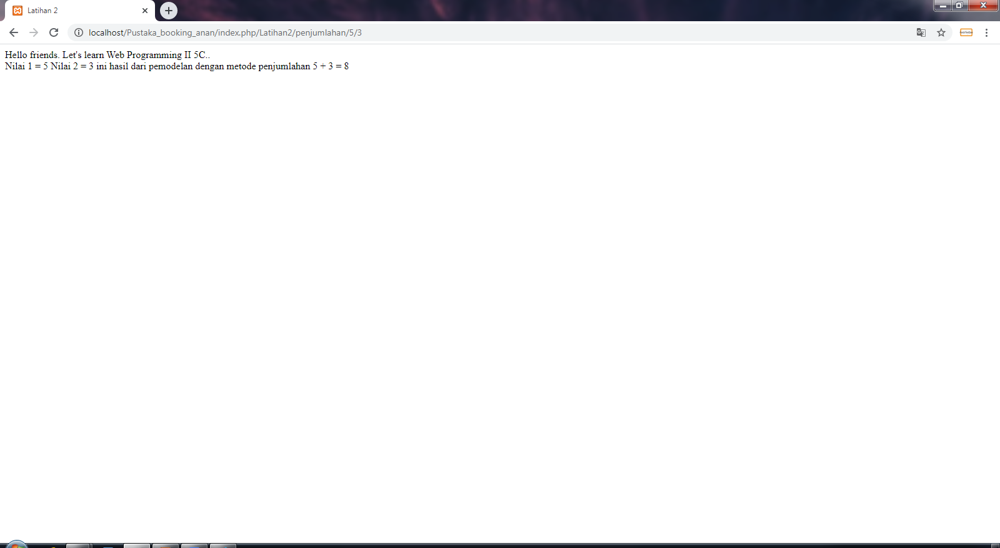 Latihan 2
localhost/Pustaka_booking_anan/index.php/Latihan2/penjumlahan/5/3
Hello friends. Let's learn Web Programming II 5C..
Nilai 1 = 5 Nilai 2 = 3 ini hasil dari pemodelan dengan metode penjumlahan 5 + 3 = 8